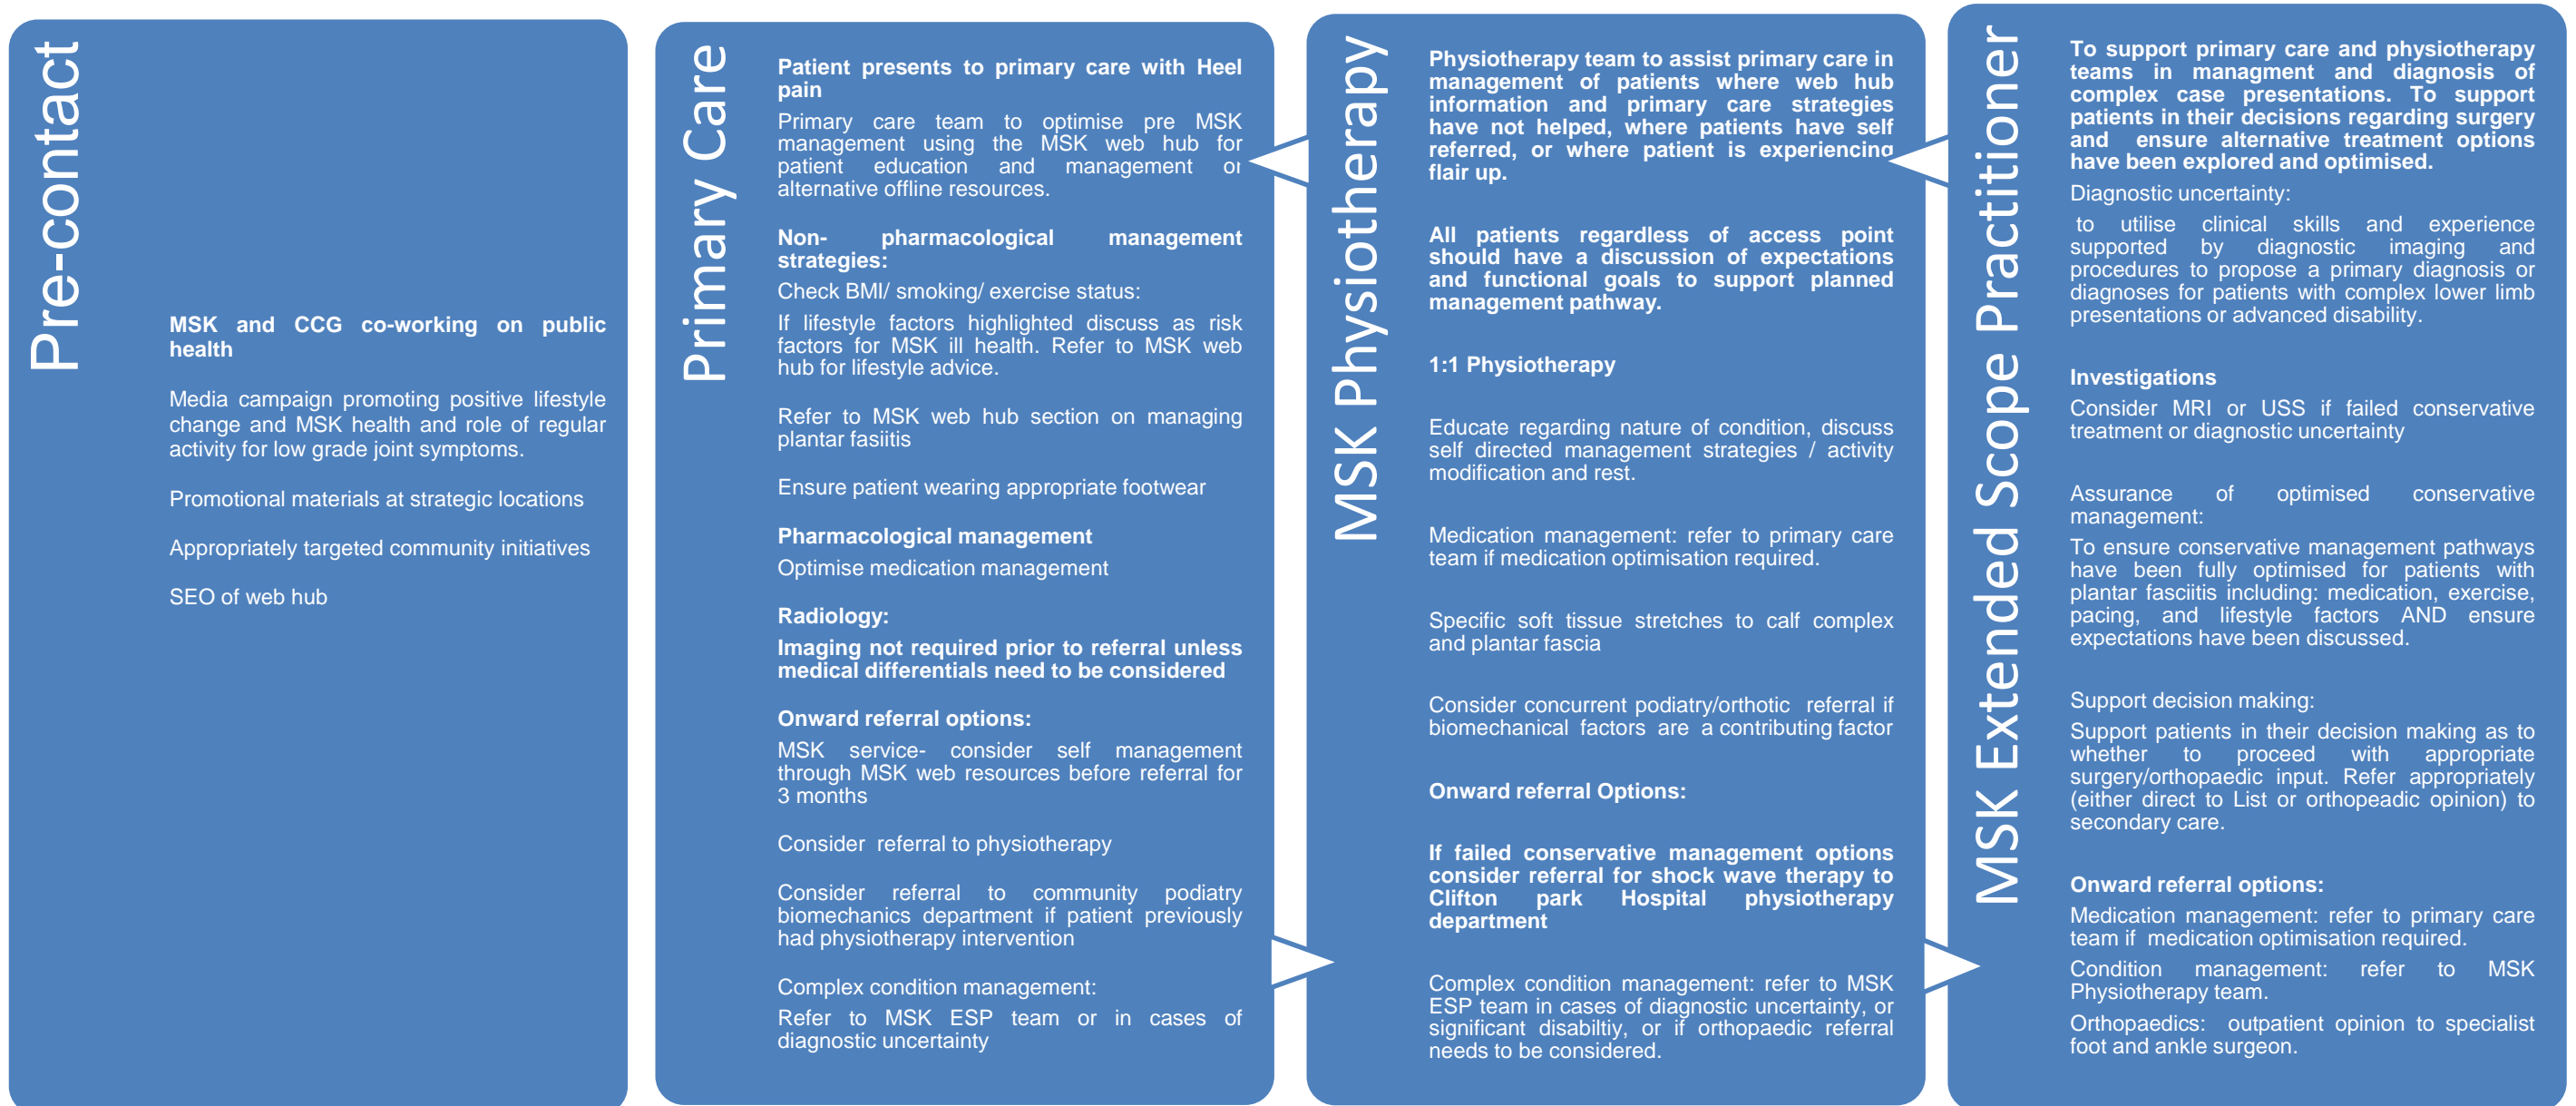 Pre-contact
MSK and CCG co-working on public
health
Media campaign promoting positive lifestyle
change and MSK health and role of regular
activity for low grade joint symptoms.
Promotional materials at strategic locations
Appropriately targeted community initiatives
SEO of web hub
Primary Care
Patient presents to primary care with Heel
pain
Primary care team to optimise pre MSK
management using the MSK web hub for
patient education and management or
alternative offline resources.
Non- pharmacological management
strategies:
Check BMI/ smoking/ exercise status:
If lifestyle factors highlighted discuss as risk
factors for MSK ill health. Refer to MSK web
hub for lifestyle advice.
Refer to MSK web hub section on managing
plantar fasiitis
Ensure patient wearing appropriate footwear
Pharmacological management
Optimise medication management
Radiology:
Imaging not required prior to referral unless
medical differentials need to be considered
Onward referral options:
MSK service- consider self management
through MSK web resources before referral for
3 months
Consider referral to physiotherapy
Consider referral to community podiatry
biomechanics department if patient previously
had physiotherapy intervention
Complex condition management:
Refer to MSK ESP team or in cases of
diagnostic uncertainty
MSK Physiotherapy
Physiotherapy team to assist primary care in
management of patients where web hub
information and primary care strategies
have not helped, where patients have self
referred, or where patient is experiencing
flair up.
All patients regardless of access point
should have a discussion of expectations
and functional goals to support planned
management pathway.
1:1 Physiotherapy
Educate regarding nature of condition, discuss
self directed management strategies / activity
modification and rest.
Medication management: refer to primary care
team if medication optimisation required.
Specific soft tissue stretches to calf complex
and plantar fascia
Consider concurrent podiatry/orthotic referral if
biomechanical factors are a contributing factor
Onward referral Options:
If failed conservative management options
consider referral for shock wave therapy to
Clifton park Hospital physiotherapy
department
Complex condition management: refer to MSK
ESP team in cases of diagnostic uncertainty, or
significant disabiltiy, or if orthopaedic referral
needs to be considered.
MSK Extended Scope Practitioner
To support primary care and physiotherapy
teams in managment and diagnosis of
complex case presentations. To support
patients in their decisions regarding surgery
and ensure alternative treatment options
have been explored and optimised.
Diagnostic uncertainty:
to utilise clinical skills and experience
supported by diagnostic imaging and
procedures to propose a primary diagnosis or
diagnoses for patients with complex lower limb
presentations or advanced disability.
Investigations
Consider MRI or USS if failed conservative
treatment or diagnostic uncertainty
Assurance of optimised conservative
management:
To ensure conservative management pathways
have been fully optimised for patients with
plantar fasciitis including: medication, exercise,
pacing, and lifestyle factors AND ensure
expectations have been discussed.
Support decision making:
Support patients in their decision making as to
whether to proceed with appropriate
surgery/orthopaedic input. Refer appropriately
(either direct to List or orthopeadic opinion) to
secondary care.
Onward referral options:
Medication management: refer to primary care
team if medication optimisation required.
Condition management: refer to MSK
Physiotherapy team.
Orthopaedics: outpatient opinion to specialist
foot and ankle surgeon.